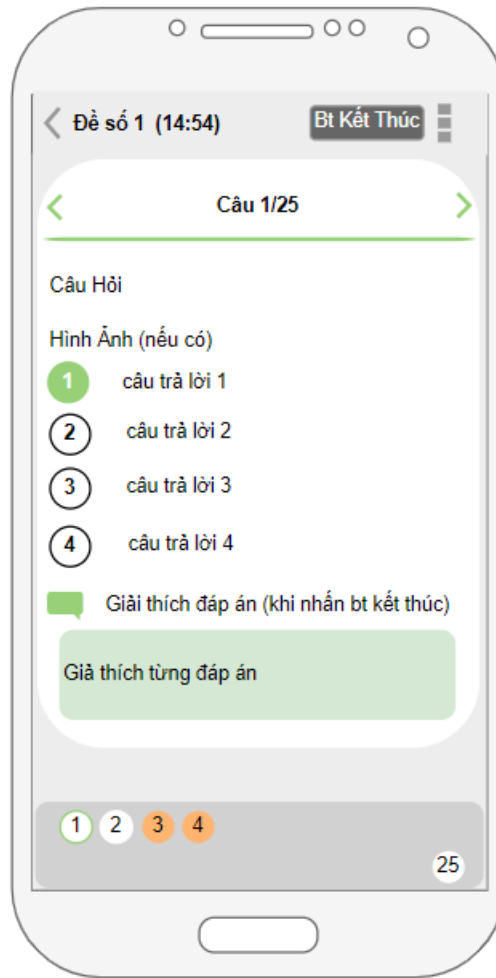 Đề số 1 (14:54) Bt Kết Thúc
Câu 1/25
Câu Hỏi
Hình Ảnh (nếu có)
1 câu trả lời 1
2 câu trả lời 2
3 câu trả lời 3
4 câu trả lời 4
Giải thích đáp án (khi nhấn bt kết thúc)
Giả thích từng đáp án
1 2 3 4
25